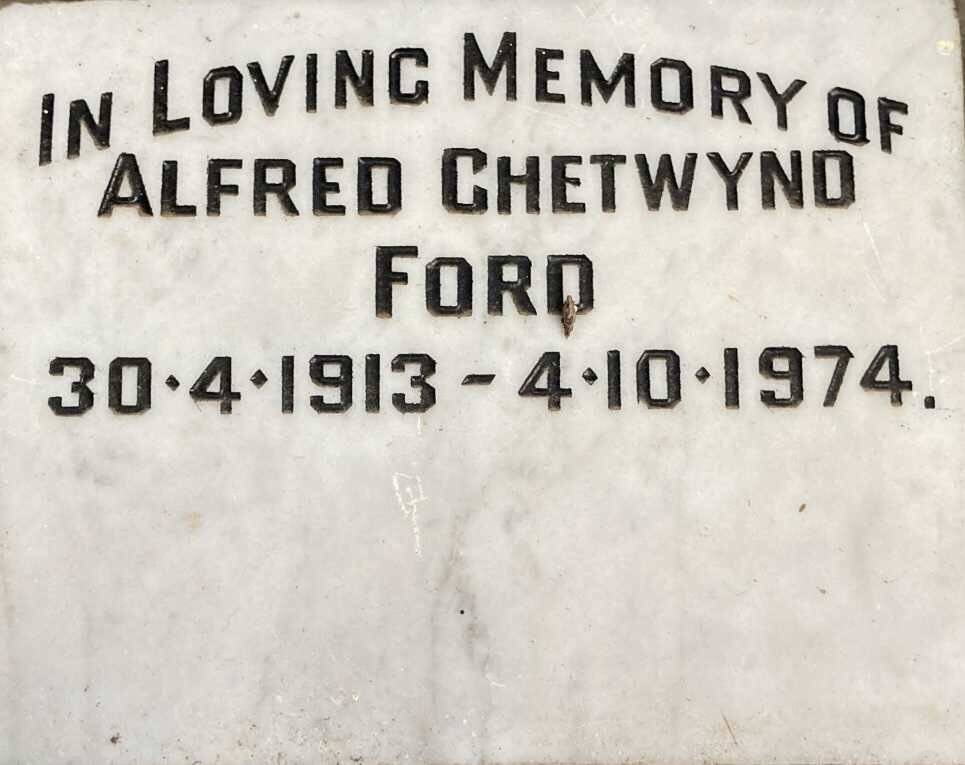 IN LOVING MEMORY OF
ALFRED CHETWYND
FORD
30·4·1913 - 4·10·1974.